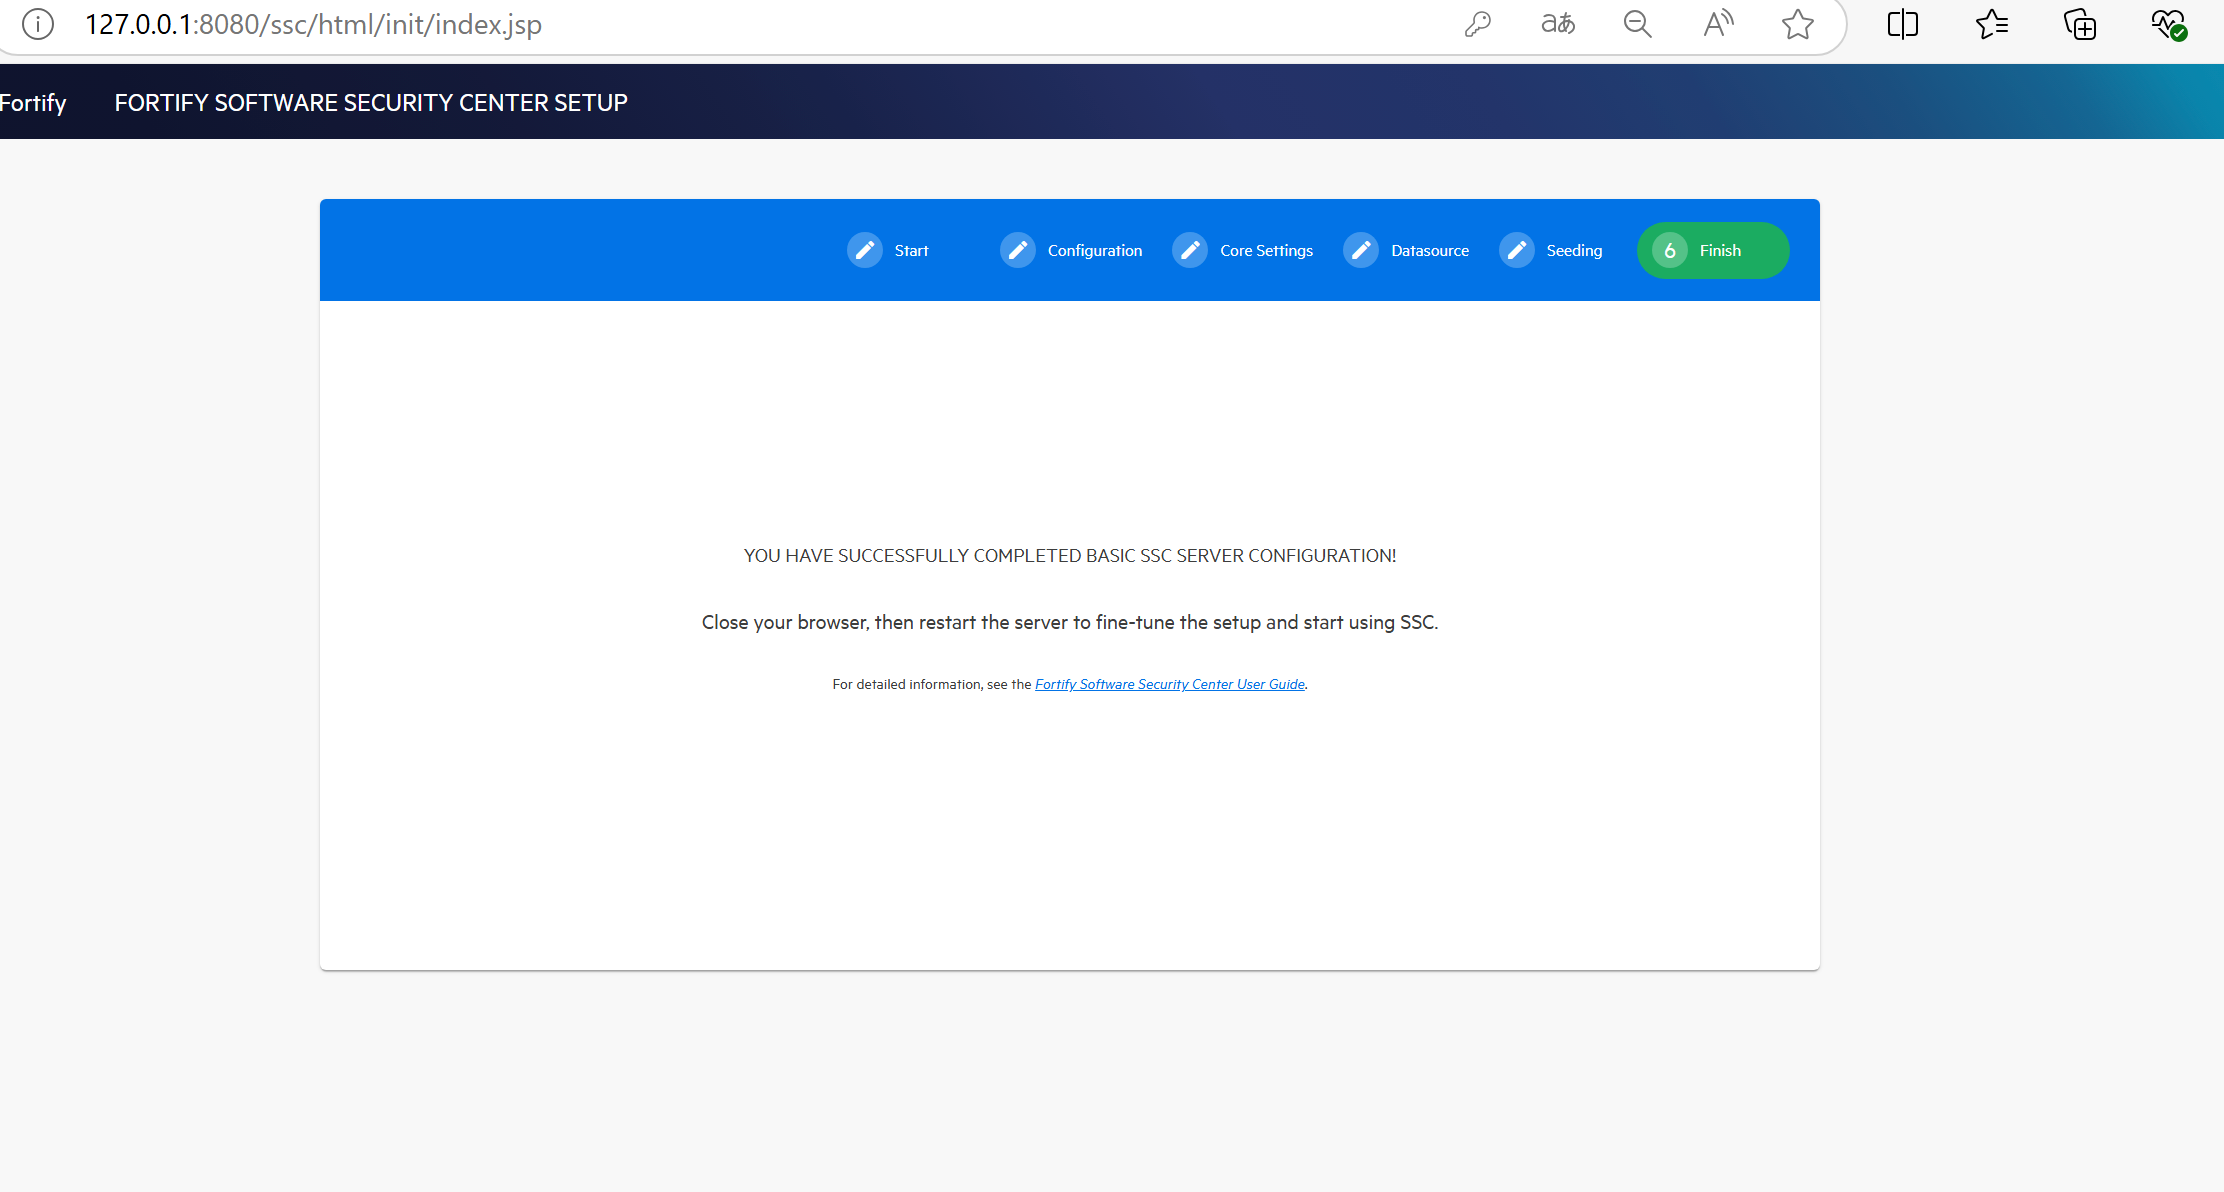 127.0.0.1:8080/ssc/html/init/index.jsp
aあ
A
Fortify
FORTIFY SOFTWARE SECURITY CENTER SETUP
Start
Configuration
Core Settings
Datasource
Seeding
6 Finish
YOU HAVE SUCCESSFULLY COMPLETED BASIC SSC SERVER CONFIGURATION!
Close your browser, then restart the server to fine-tune the setup and start using SSC.
For detailed information, see the Fortify Software Security Center User Guide.